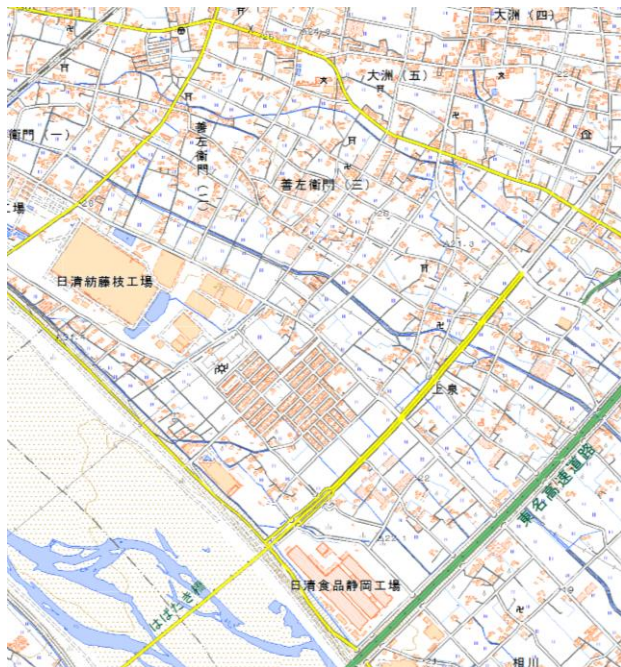 大洲（四）
大洲（五）
衛門（一）
善左衛門（二）
善左衛門（三）
工場
日清紡藤枝工場
上泉
東名高速道路
はばたき橋
日清食品静岡工場
相川